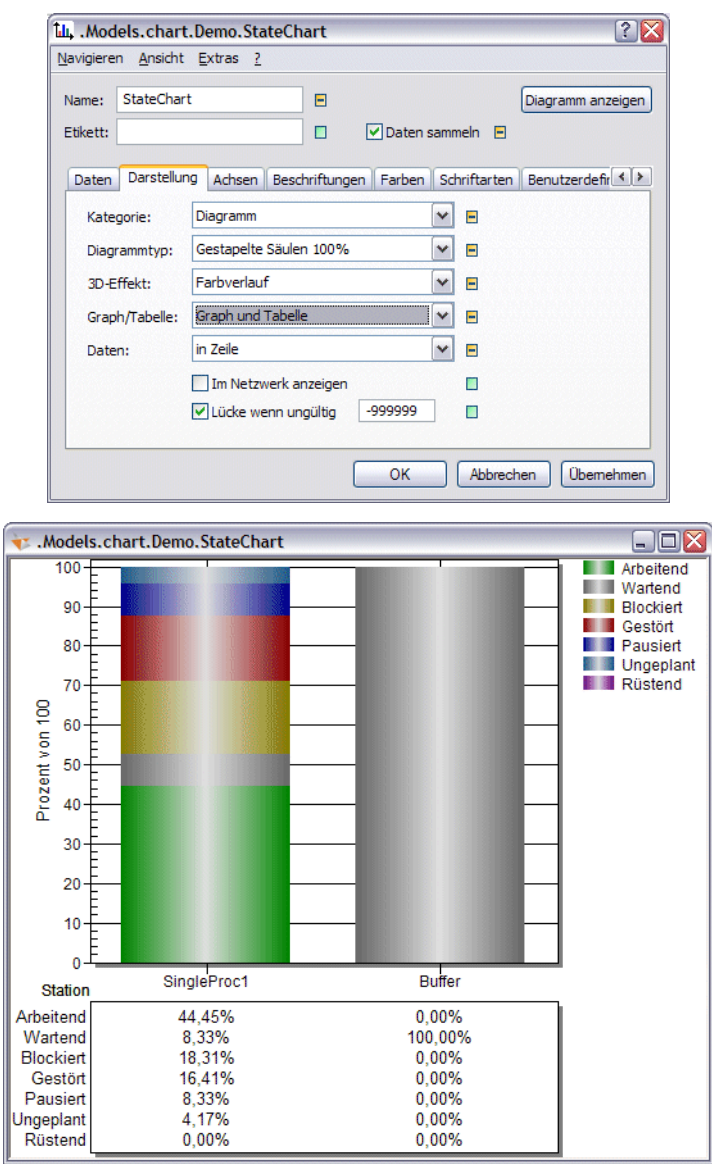 .Models.chart.Demo.StateChart
Navigieren Ansicht Extras ?
Name: StateChart Diagramm anzeigen
Etikett: Daten sammeln
Daten Darstellung Achsen Beschriftungen Farben Schriftarten Benutzerdefir
Kategorie: Diagramm
Diagrammtyp: Gestapelte Säulen 100%
3D-Effekt: Farbverlauf
Graph/Tabelle: Graph und Tabelle
Daten: in Zeile
Im Netzwerk anzeigen
Lücke wenn ungültig -999999
OK Abbrechen Übernehmen
.Models.chart.Demo.StateChart
Prozent von 100
100
90
80
70
60
50
40
30
20
10
0
Arbeitend
Wartend
Blockiert
Gestört
Pausiert
Ungeplant
Rüstend
Station SingleProc1 Buffer
Arbeitend 44,45% 0,00%
Wartend 8,33% 100,00%
Blockiert 18,31% 0,00%
Gestört 16,41% 0,00%
Pausiert 8,33% 0,00%
Ungeplant 4,17% 0,00%
Rüstend 0,00% 0,00%